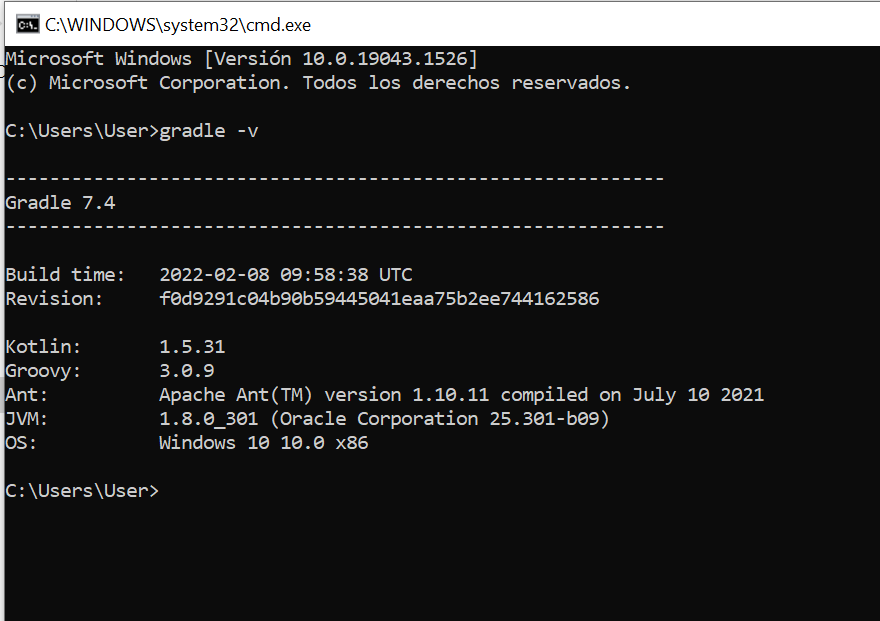 C:\WINDOWS\system32\cmd.exe
Microsoft Windows [Versión 10.0.19043.1526]
(c) Microsoft Corporation. Todos los derechos reservados.
C:\Users\User>gradle -v
------------------------------------------------------------
Gradle 7.4
------------------------------------------------------------
Build time:   2022-02-08 09:58:38 UTC
Revision:     f0d9291c04b90b59445041eaa75b2ee744162586
Kotlin:       1.5.31
Groovy:       3.0.9
Ant:          Apache Ant(TM) version 1.10.11 compiled on July 10 2021
JVM:          1.8.0_301 (Oracle Corporation 25.301-b09)
OS:           Windows 10 10.0 x86
C:\Users\User>